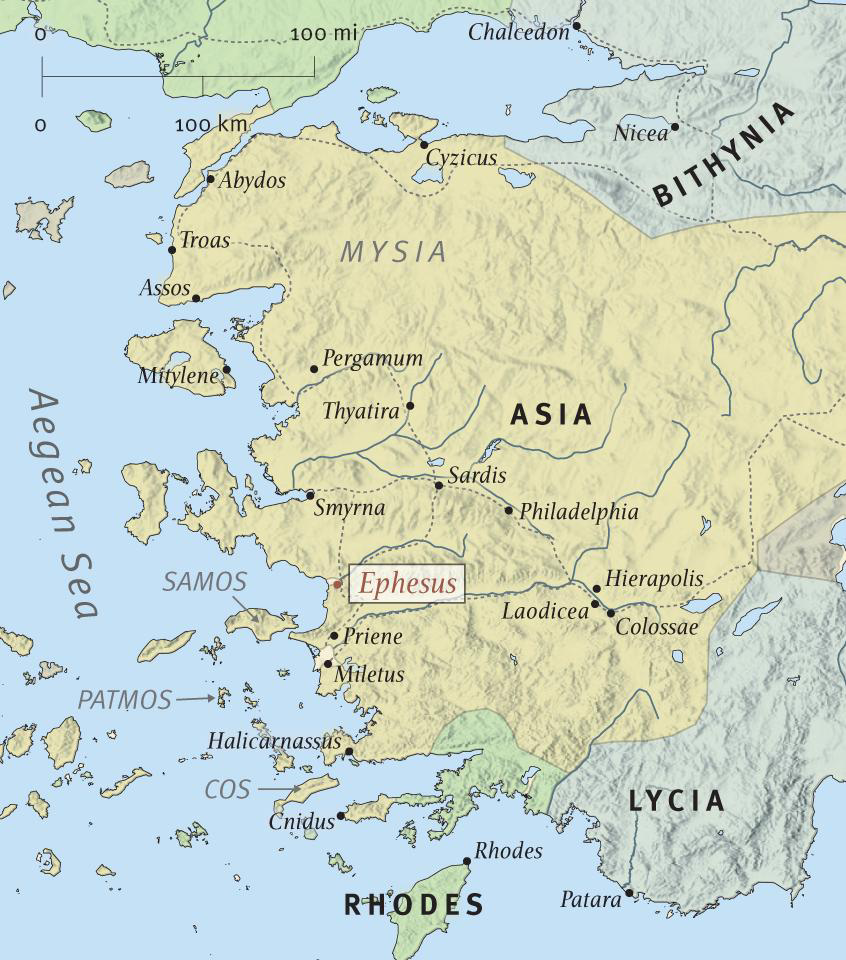 Chalcedon
0 100 mi
0 100 km
Nicea
BITHYNIA
Cyzicus
Abydos
Troas
MYSIA
Assos
Pergamum
Mitylene
Thyatira
ASIA
Aegean Sea
Sardis
Smyrna
Philadelphia
SAMOS
Ephesus
Hierapolis
Laodicea
Colossae
Priene
Miletus
PATMOS
Halicarnassus
COS
LYCIA
Cnidus
Rhodes
RHODES
Patara